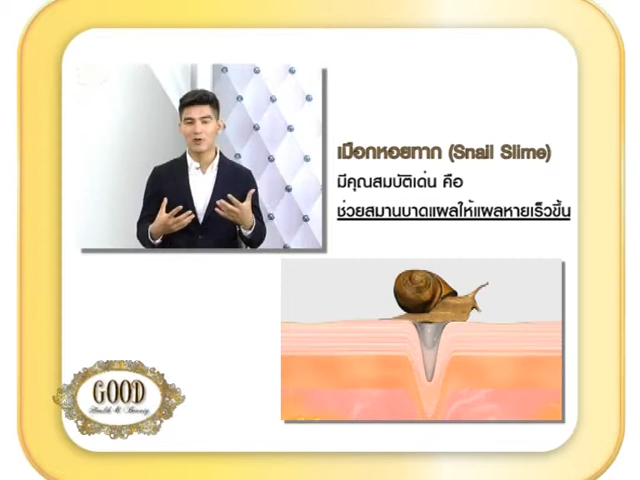 เมือกหอยทาก (Snail Slime)
มีคุณสมบัติเด่น คือ
ช่วยสมานบาดแผลให้แผลหายเร็วขึ้น
GOOD
Health & Beauty